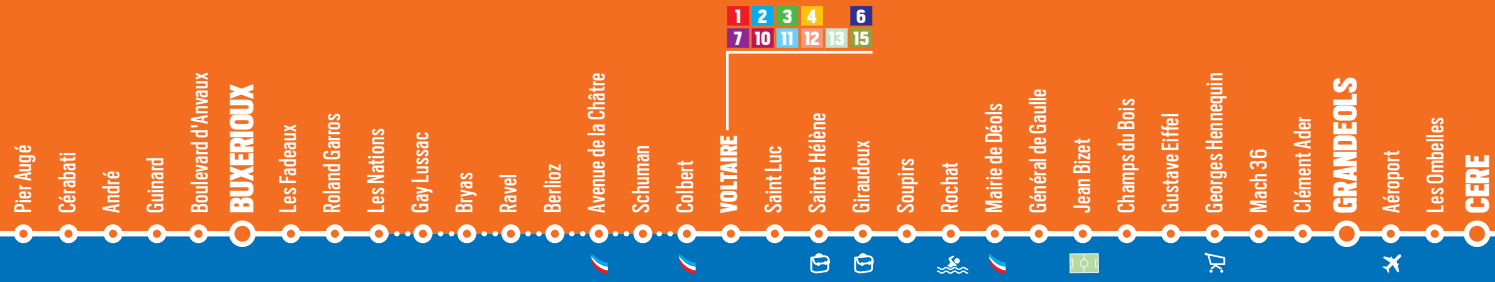 1 2 3 4 6
7 10 11 12 13 15
Pier Augé
Cérabati
André
Guinard
Boulevard d'Anvaux
BUXERIOUX
Les Fadeaux
Roland Garros
Les Nations
Gay Lussac
Bryas
Ravel
Berlioz
Avenue de la Châtre
Schuman
Colbert
VOLTAIRE
Saint Luc
Sainte Hélène
Giraudoux
Soupirs
Rochat
Mairie de Déols
Général de Gaulle
Jean Bizet
Champs du Bois
Gustave Eiffel
Georges Hennequin
Mach 36
Clément Ader
GRANDEOLS
Aéroport
Les Ombelles
CERE